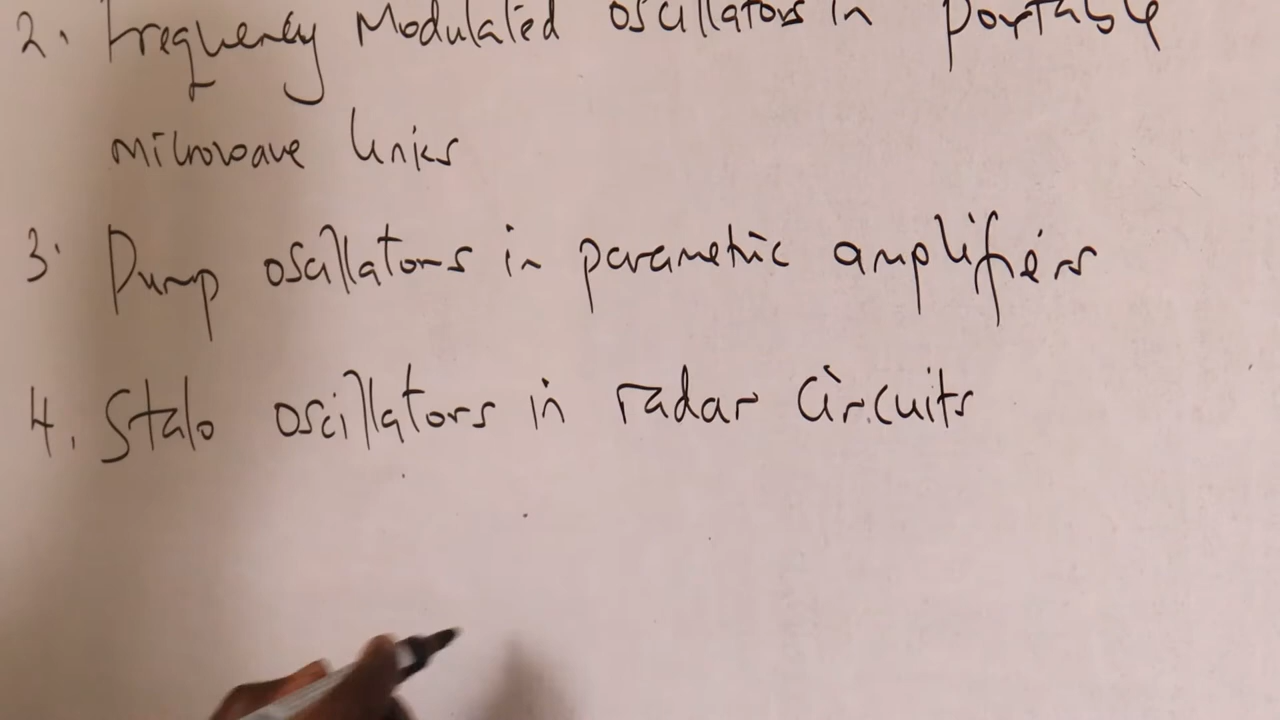 2. Frequency Modulated oscillators in portable
microwave links
3. Pump oscillators in parametric amplifiers
4. Stalo oscillators in radar circuits